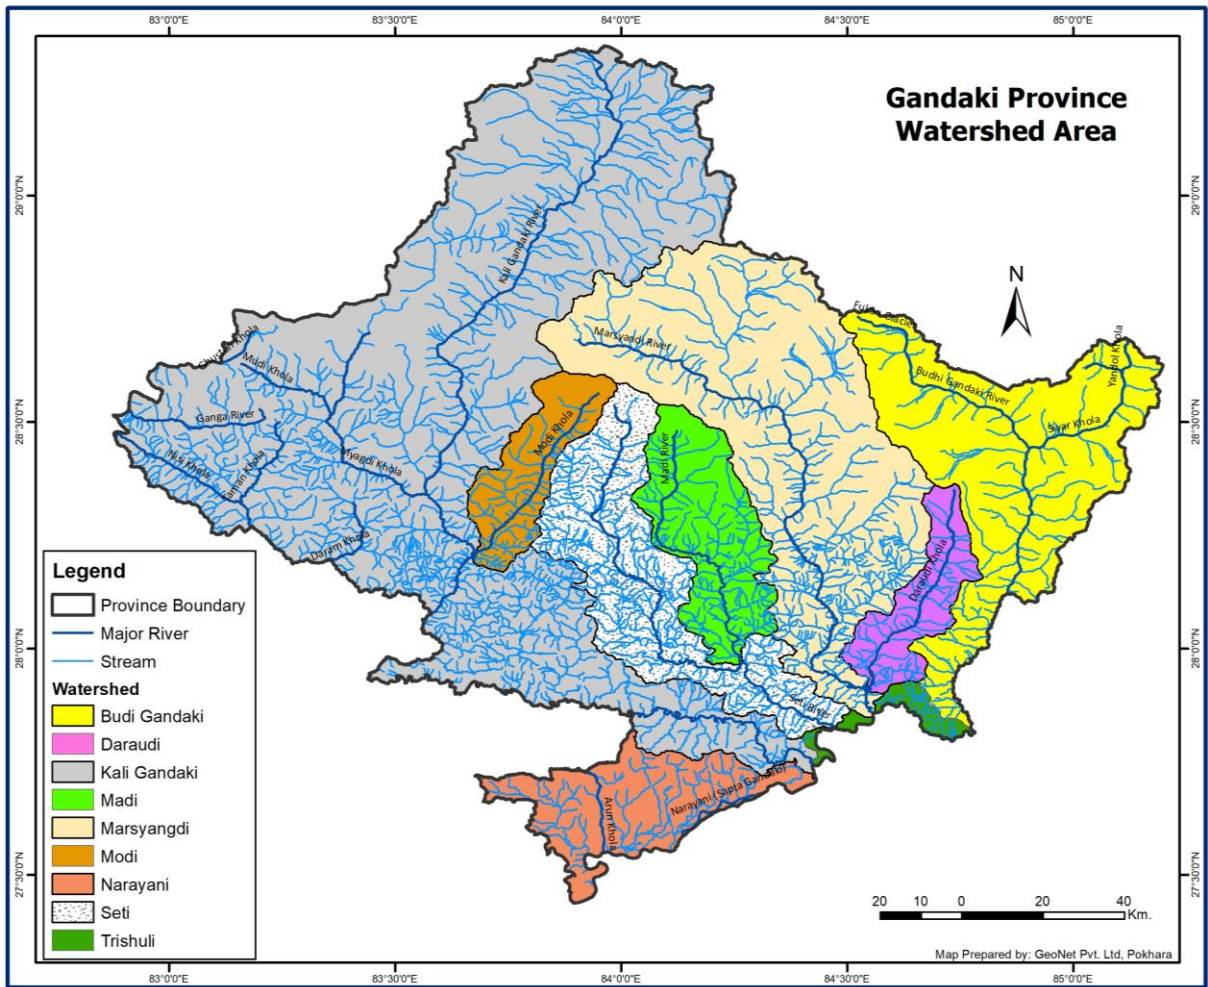 83°0'0"E
83°30'0"E
84°0'0"E
84°30'0"E
85°0'0"E
Gandaki Province
Watershed Area
29°0'0"N
29°0'0"N
N
Kali Gandaki River
Marsyandi River
Budhi Gandaki River
Yandol Khola
Siyar Khola
Mudi Khola
Ganga River
Nisi Khola
Taman Khola
Myagdi Khola
Daram Khola
Modi Khola
Madi River
Daraudi Khola
Seti River
28°30'0"N
28°30'0"N
28°0'0"N
28°0'0"N
Arun Khola
27°30'0"N
27°30'0"N
Legend
Province Boundary
Major River
Stream
Watershed
Budi Gandaki
Daraudi
Kali Gandaki
Madi
Marsyangdi
Modi
Narayani
Seti
Trishuli
20 10 0 20 40
Km.
Map Prepared by: GeoNet Pvt. Ltd, Pokhara
83°0'0"E
83°30'0"E
84°0'0"E
84°30'0"E
85°0'0"E